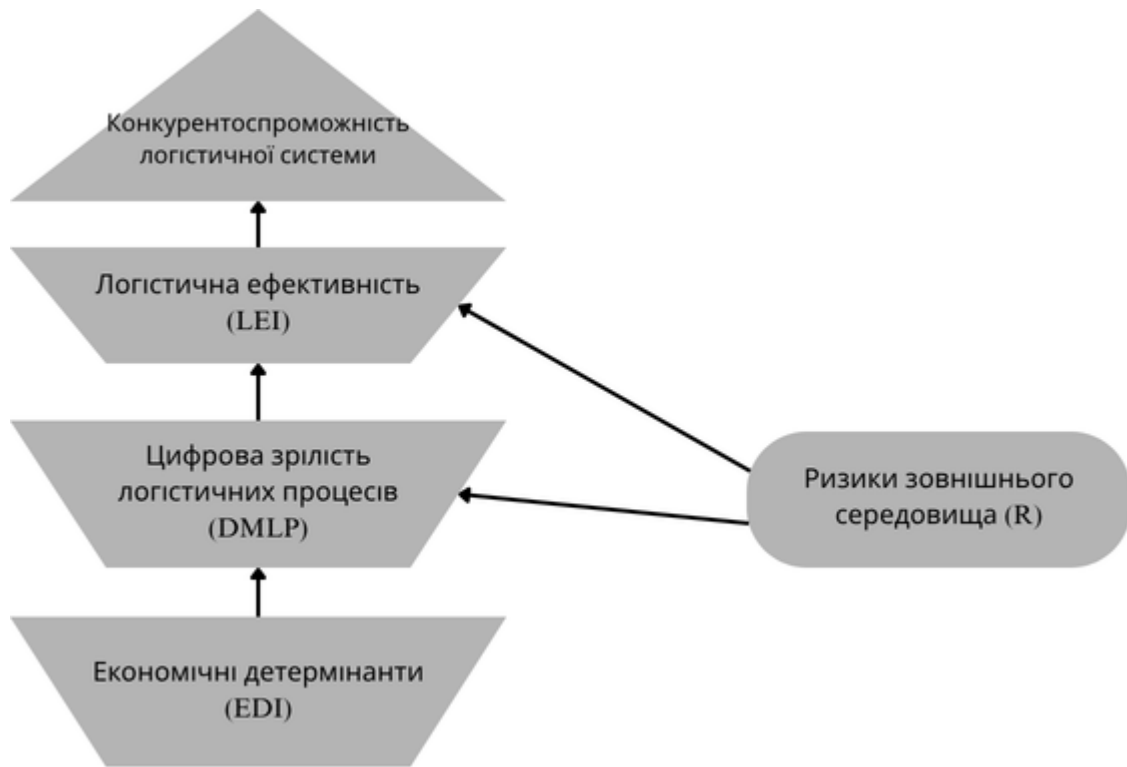 Конкурентоспроможність
логістичної системи
Логістична ефективність
(LEI)
Цифрова зрілість
логістичних процесів
(DMLP)
Ризики зовнішнього
середовища (R)
Економічні детермінанти
(EDI)